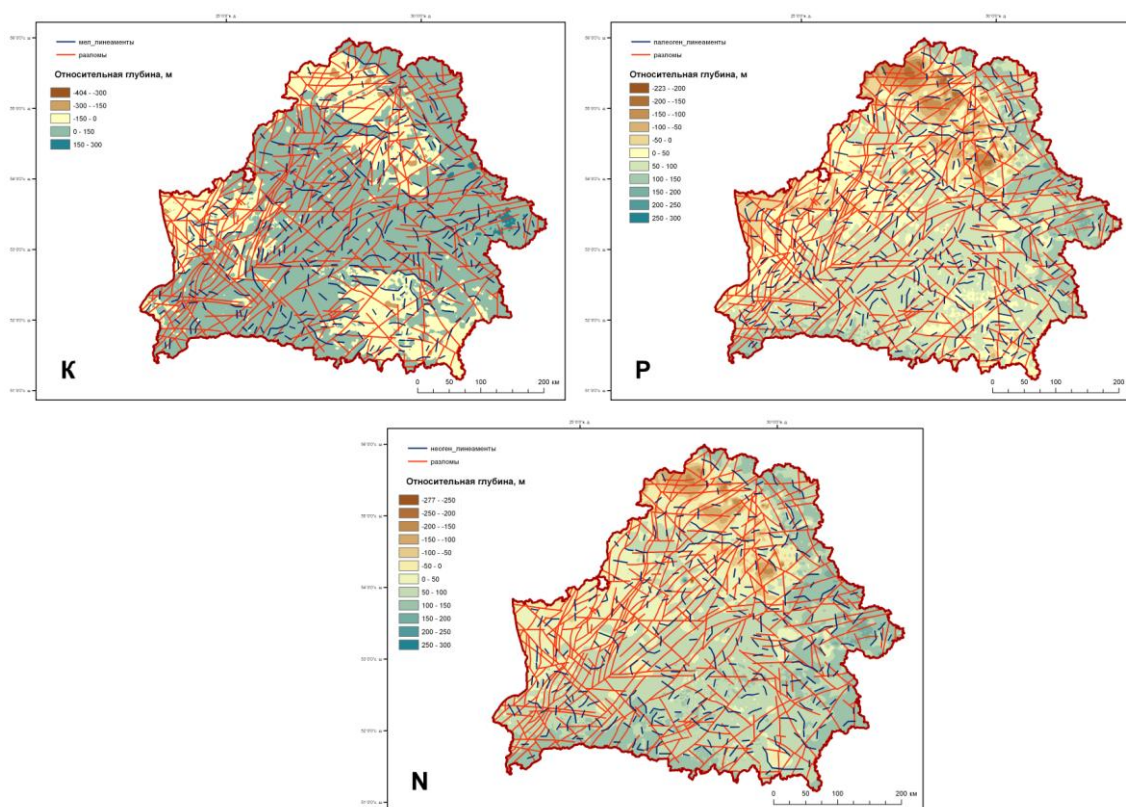 мел_линеаменты
разломы
Относительная глубина, м
-404 - -300
-300 - -150
-150 - 0
0 - 150
150 - 300
К
0 50 100 200 км
палеоген_линеаменты
разломы
Относительная глубина, м
-223 - -200
-200 - -150
-150 - -100
-100 - -50
-50 - 0
0 - 50
50 - 100
100 - 150
150 - 200
200 - 250
250 - 300
Р
0 50 100 200 км
неоген_линеаменты
разломы
Относительная глубина, м
-277 - -250
-250 - -200
-200 - -150
-150 - -100
-100 - -50
-50 - 0
0 - 50
50 - 100
100 - 150
150 - 200
200 - 250
250 - 300
N
0 50 100 200 км